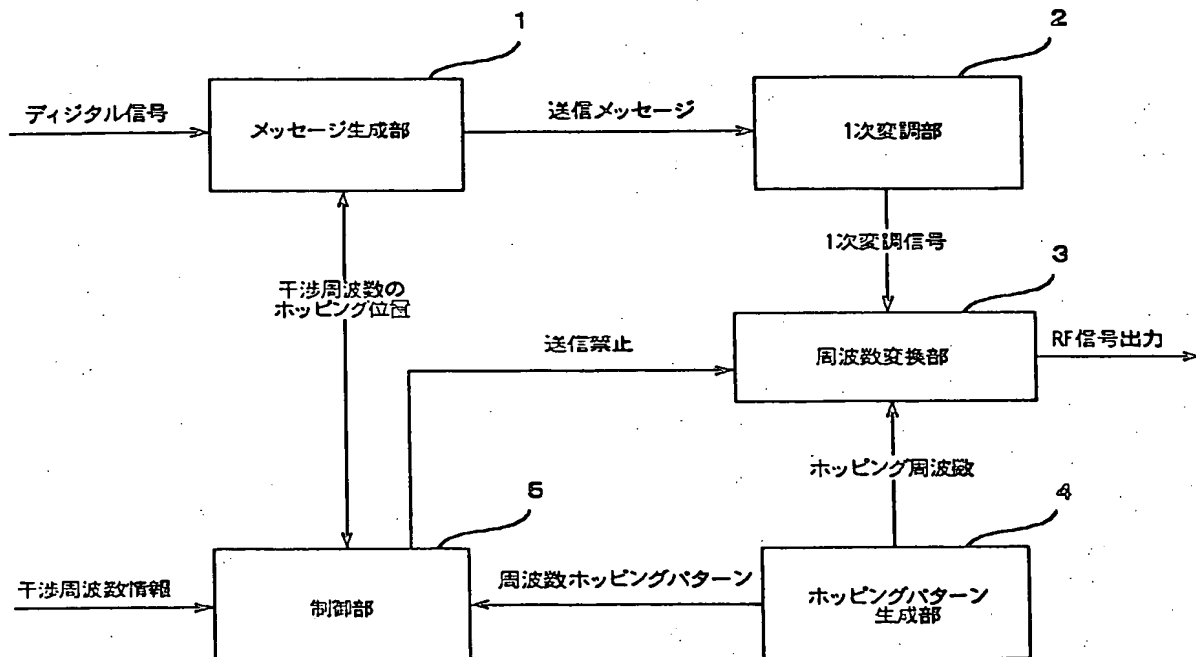 1
2
ディジタル信号
メッセージ生成部
送信メッセージ
1次変調部
1次変調信号
3
干渉周波数の
ホッピング位置
送信禁止
周波数変換部
RF信号出力
ホッピング周波数
5
4
干渉周波数情報
制御部
周波数ホッピングパターン
ホッピングパターン
生成部